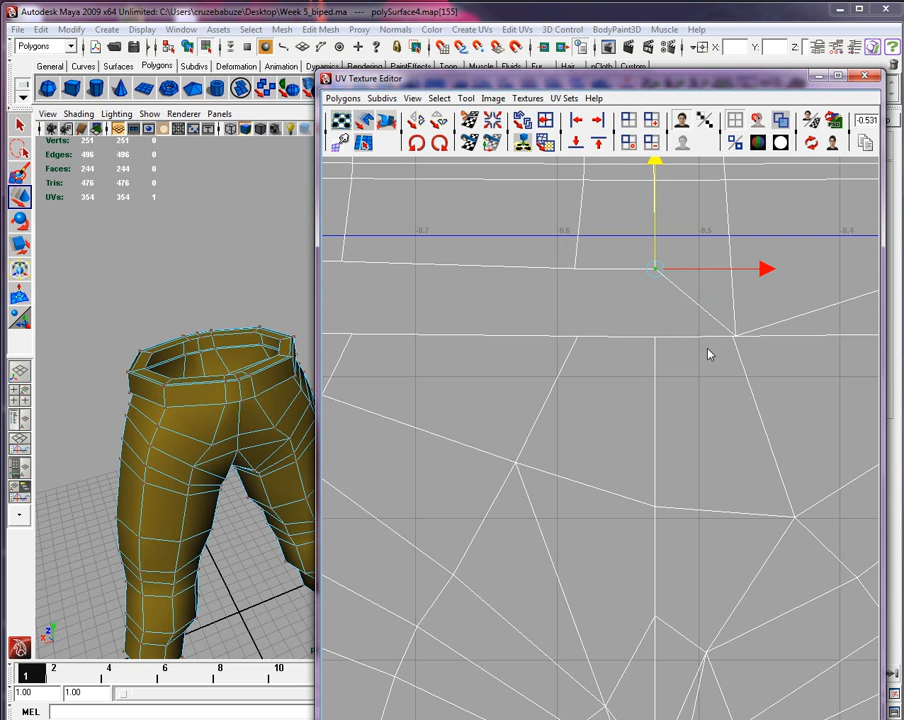 Autodesk Maya 2009 x64 Unlimited: C:\Users\cruzebabuze\Desktop\Week 5_biped.ma --- polySurface4.map[155]
File Edit Modify Create Display Window Assets Select Mesh Edit Mesh Proxy Normals Color Create UVs Edit UVs 3D Control BodyPaint3D Muscle Help
Polygons X: Y: Z:
General Curves Surfaces Polygons Subdivs Deformation Animation Dynamics Rendering PaintEffects Toon Muscle Fluids Fur Hair nCloth Custom
UV Texture Editor
Polygons Subdivs View Select Tool Image Textures UV Sets Help
View Shading Lighting Show Renderer Panels
-0.531
Verts: 251 251 0
Edges: 496 496 0
Faces: 244 244 0
Tris: 476 476 0
UVs: 354 354 1
-0.7 -0.6 -0.5 -0.4
1 2 4 6 8 10
1.00 1.00
MEL